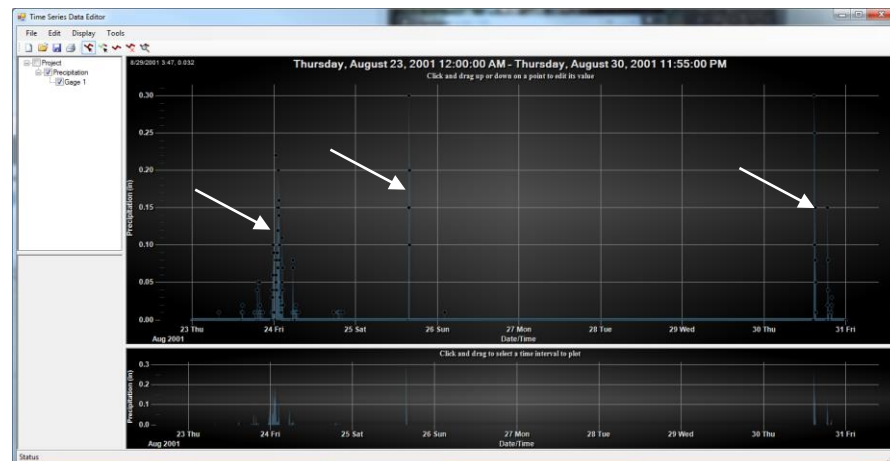 Time Series Data Editor
File Edit Display Tools
Project
Precipitation
Gage 1
8/29/2001 5:47, 0.032
Thursday, August 23, 2001 12:00:00 AM - Thursday, August 30, 2001 11:55:00 PM
Click and drag up or down on a point to edit its value
Precipitation (in)
0.30
0.25
0.20
0.15
0.10
0.05
0.00
23 Thu 24 Fri 25 Sat 26 Sun 27 Mon 28 Tue 29 Wed 30 Thu 31 Fri
Aug 2001 Date/Time
Click and drag to select a time interval to plot
Precipitation (in)
0.3
0.2
0.1
0.0
23 Thu 24 Fri 25 Sat 26 Sun 27 Mon 28 Tue 29 Wed 30 Thu 31 Fri
Aug 2001 Date/Time
Status